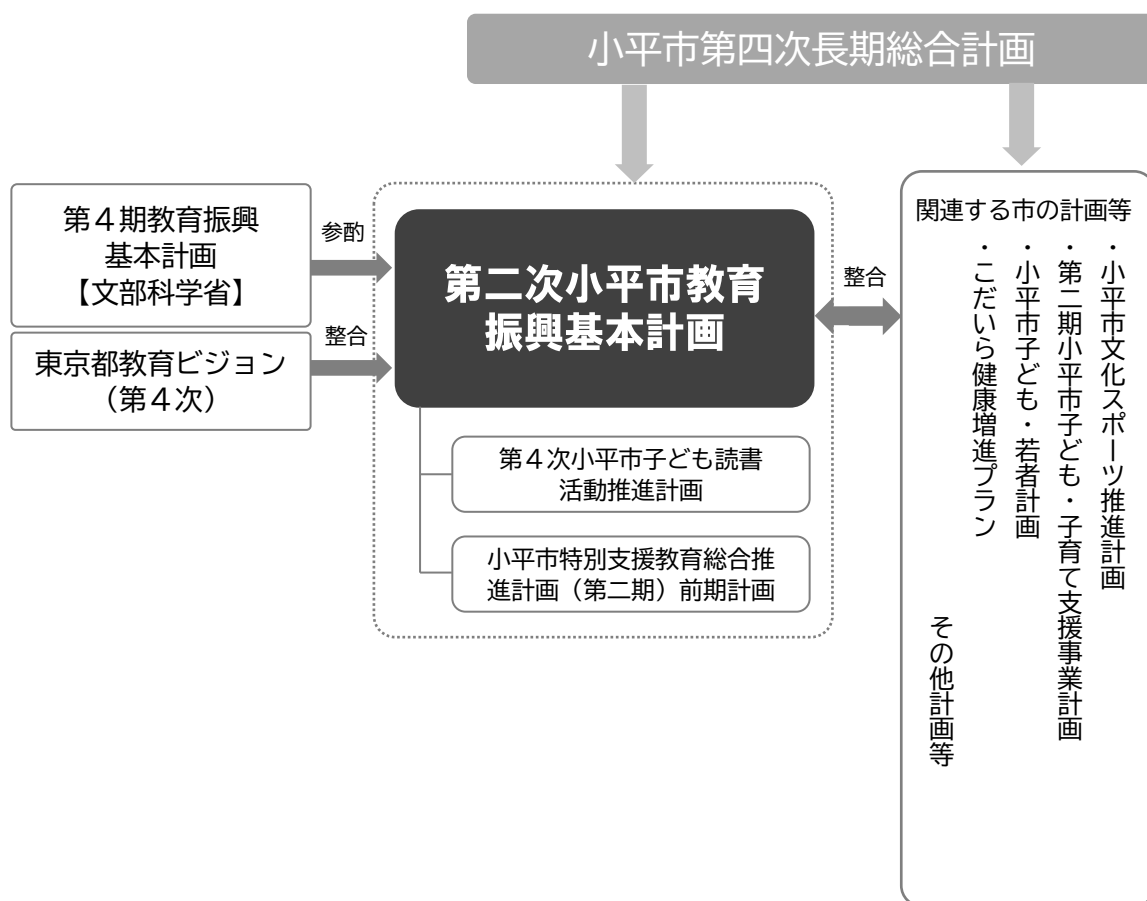 小平市第四次長期総合計画
第４期教育振興
基本計画
【文部科学省】
参酌
東京都教育ビジョン
（第４次）
整合
第二次小平市教育
振興基本計画
第４次小平市子ども読書
活動推進計画
小平市特別支援教育総合推
進計画（第二期）前期計画
整合
関連する市の計画等
・小平市文化スポーツ推進計画
・第二期小平市子ども・子育て支援事業計画
・小平市子ども・若者計画
・こだいら健康増進プラン
その他計画等